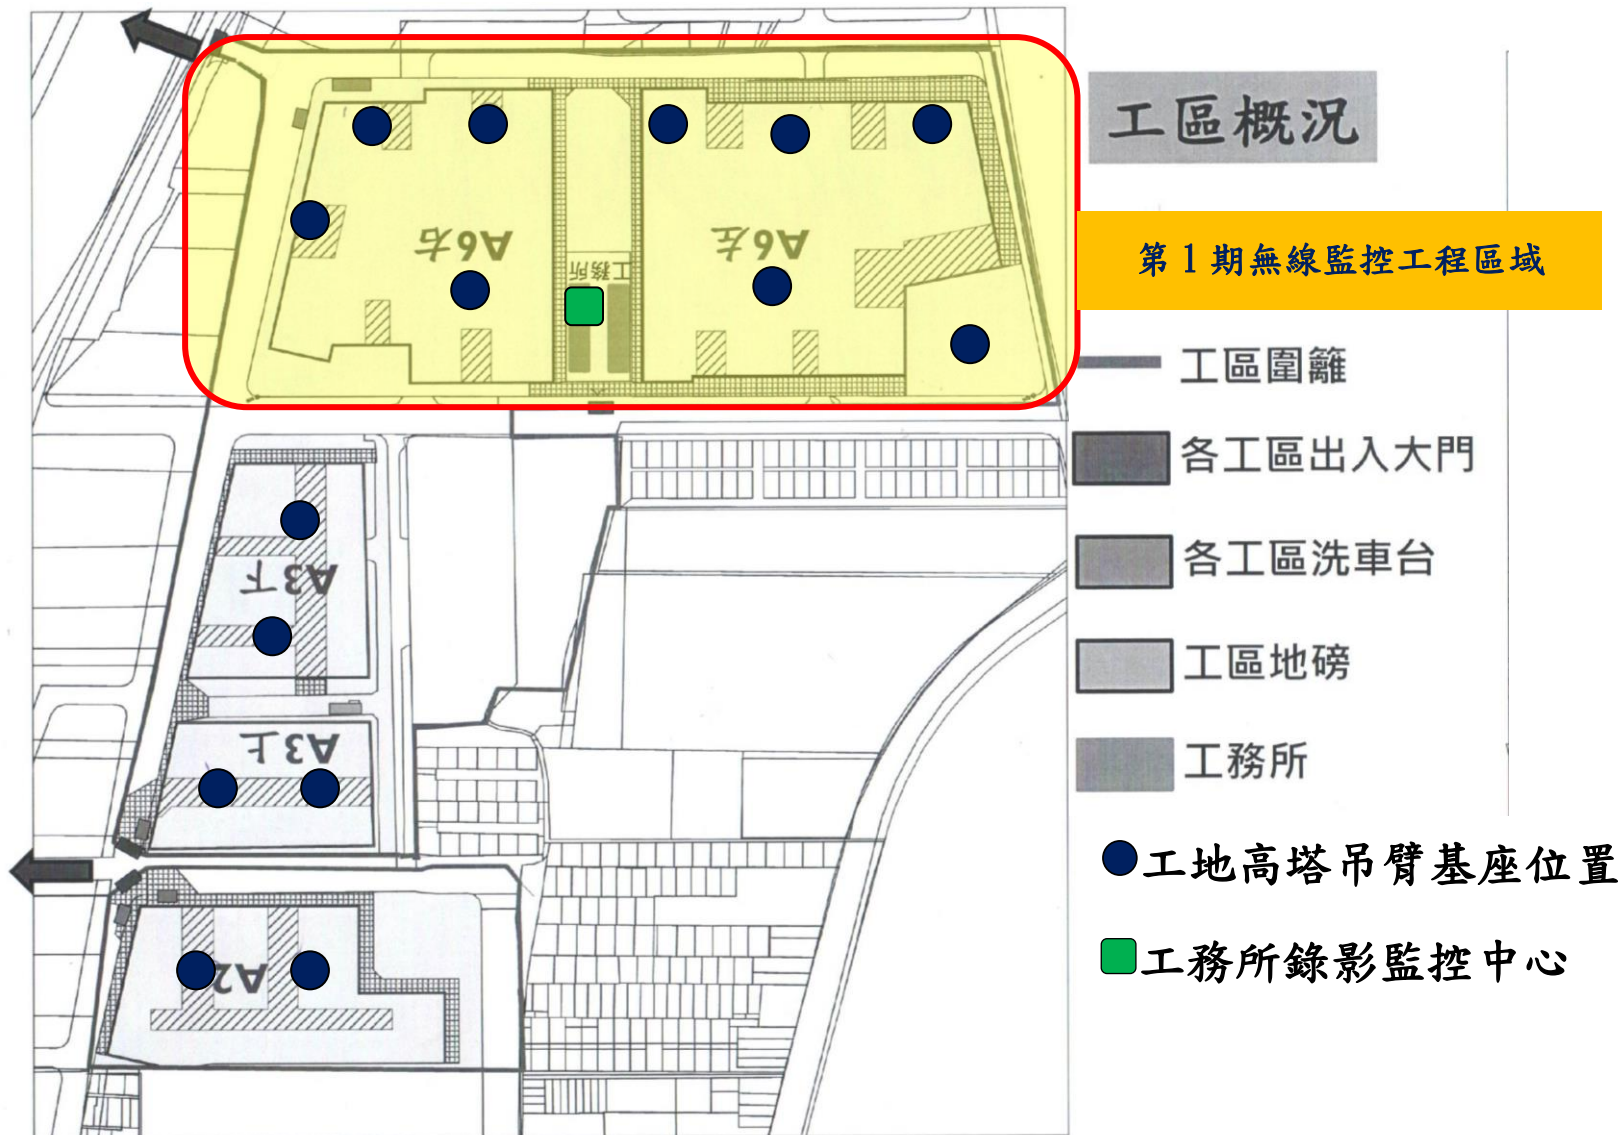 工區概況
第1期無線監控工程區域
A6右
A6左
工務所
工區圍籬
各工區出入大門
A3下
各工區洗車台
工區地磅
A3上
工務所
工地高塔吊臂基座位置
A2
工務所錄影監控中心